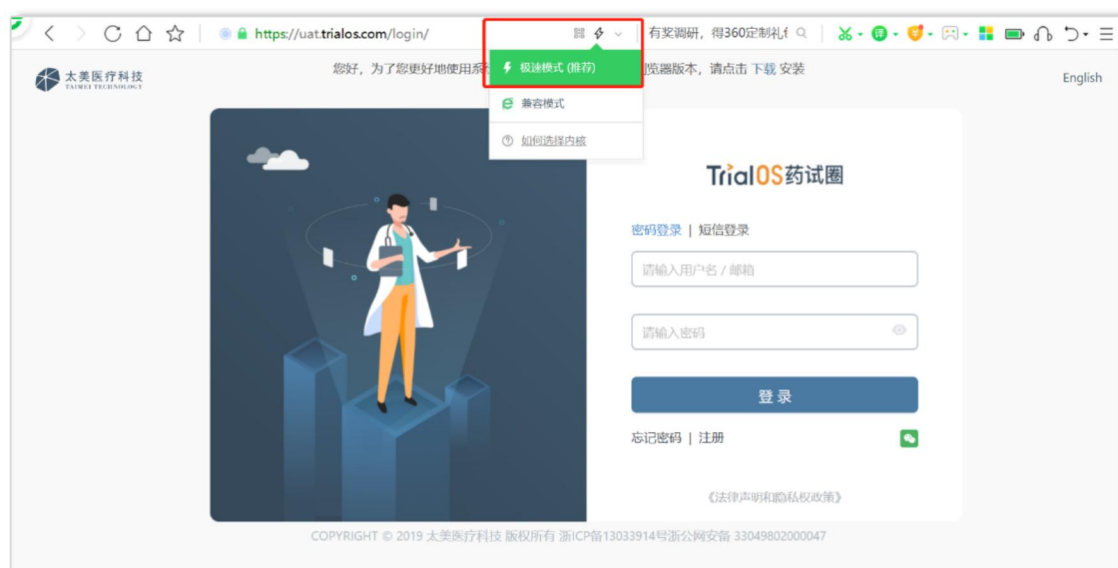 https://uat.trialos.com/login/
有奖调研，得360定制礼
太美医疗科技
TAIMEI TECHNOLOGY
您好，为了您更好地使用系
览器版本，请点击 下载 安装
English
极速模式 (推荐)
兼容模式
如何选择内核
TrialOS药试圈
密码登录 | 短信登录
请输入用户名 / 邮箱
请输入密码
登 录
忘记密码 | 注册
《法律声明和隐私权政策》
COPYRIGHT © 2019 太美医疗科技 版权所有 浙ICP备13033914号浙公网安备 33049802000047